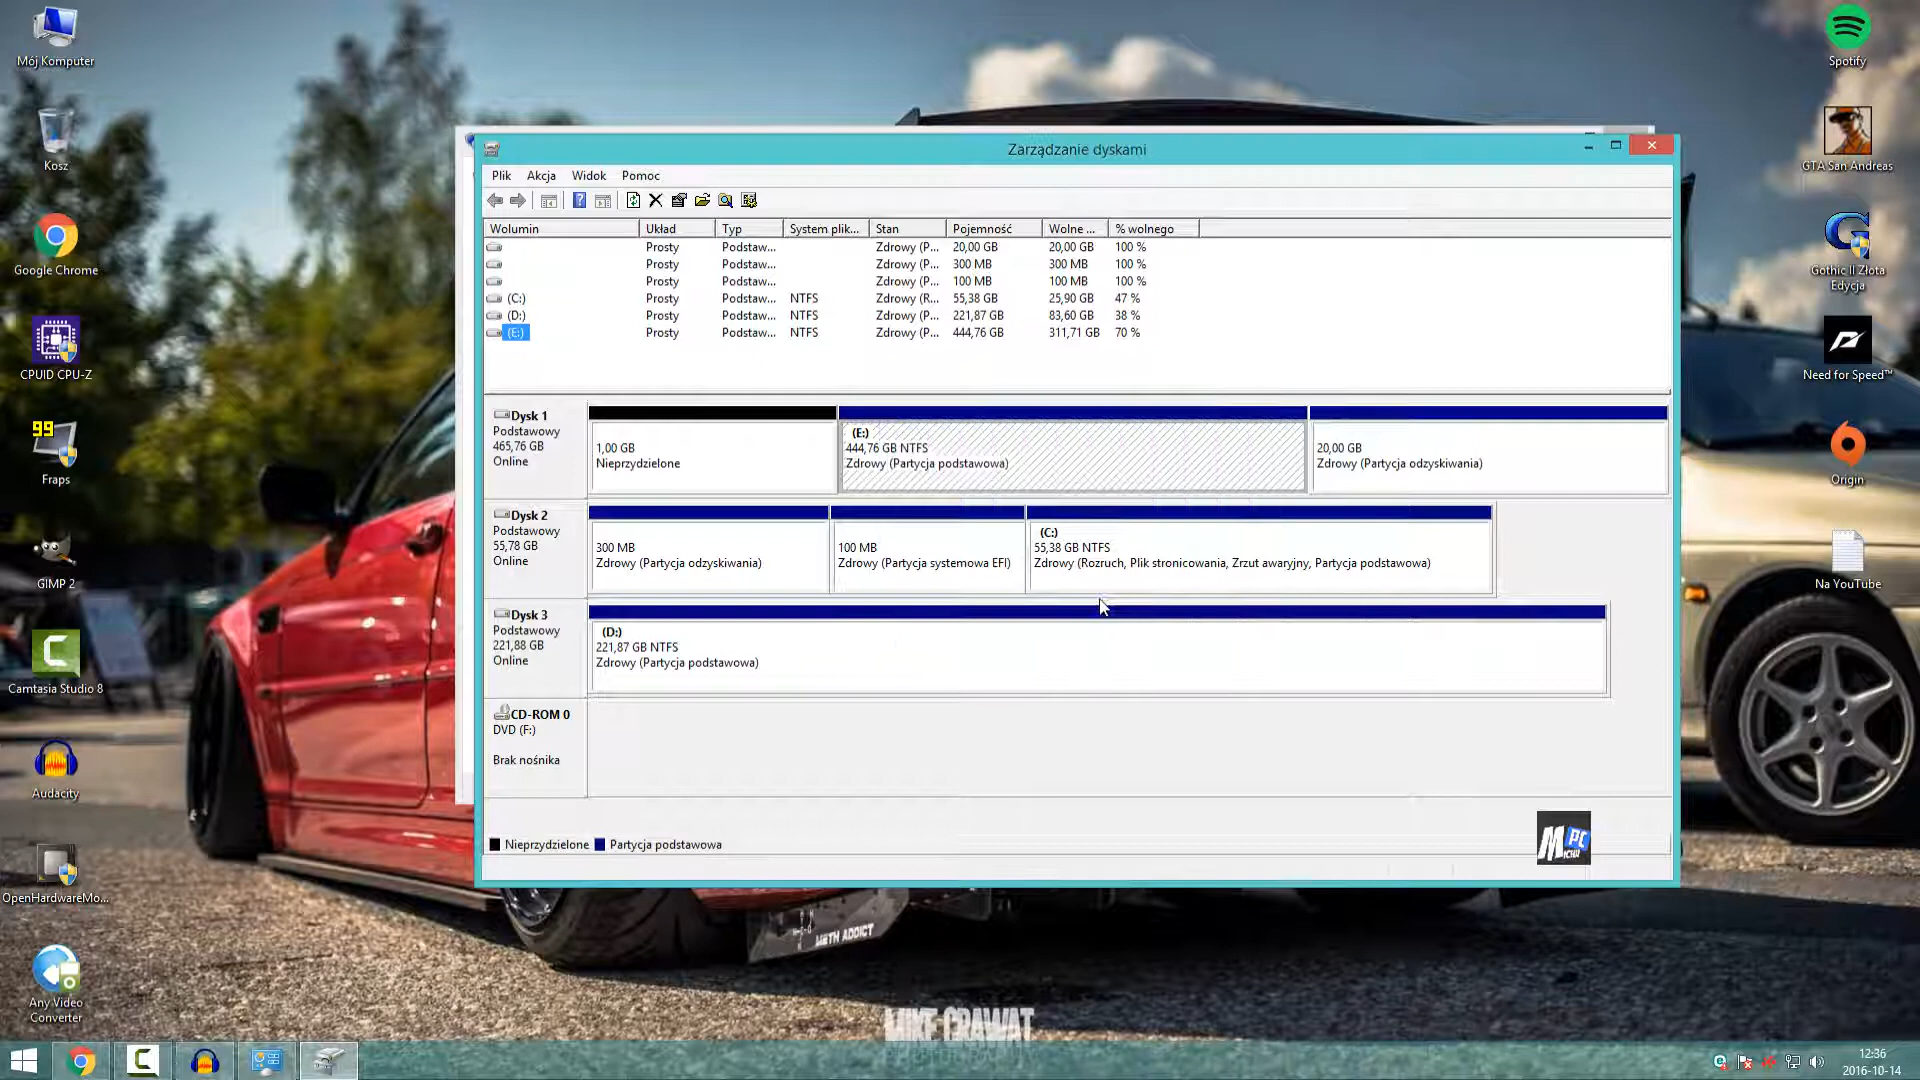 Mój Komputer
Kosz
Google Chrome
CPUID CPU-Z
99
Fraps
GIMP 2
Camtasia Studio 8
Audacity
OpenHardwareMo...
Any Video
Converter
Spotify
GTA San Andreas
Gothic II Złota
Edycja
Need for Speed™
Origin
Na YouTube
Zarządzanie dyskami
Plik Akcja Widok Pomoc
Wolumin Układ Typ System plik... Stan Pojemność Wolne ... % wolnego
Prosty Podstaw... Zdrowy (P... 20,00 GB 20,00 GB 100 %
Prosty Podstaw... Zdrowy (P... 300 MB 300 MB 100 %
Prosty Podstaw... Zdrowy (P... 100 MB 100 MB 100 %
(C:) Prosty Podstaw... NTFS Zdrowy (R... 55,38 GB 25,90 GB 47 %
(D:) Prosty Podstaw... NTFS Zdrowy (P... 221,87 GB 83,60 GB 38 %
(E:) Prosty Podstaw... NTFS Zdrowy (P... 444,76 GB 311,71 GB 70 %
Dysk 1
Podstawowy
465,76 GB
Online
1,00 GB
Nieprzydzielone
(E:)
444,76 GB NTFS
Zdrowy (Partycja podstawowa)
20,00 GB
Zdrowy (Partycja odzyskiwania)
Dysk 2
Podstawowy
55,78 GB
Online
300 MB
Zdrowy (Partycja odzyskiwania)
100 MB
Zdrowy (Partycja systemowa EFI)
(C:)
55,38 GB NTFS
Zdrowy (Rozruch, Plik stronicowania, Zrzut awaryjny, Partycja podstawowa)
Dysk 3
Podstawowy
221,88 GB
Online
(D:)
221,87 GB NTFS
Zdrowy (Partycja podstawowa)
CD-ROM 0
DVD (F:)
Brak nośnika
Nieprzydzielone Partycja podstawowa
PC
METH ADDICT
MIKE CRAWAT
12:36
2016-10-14